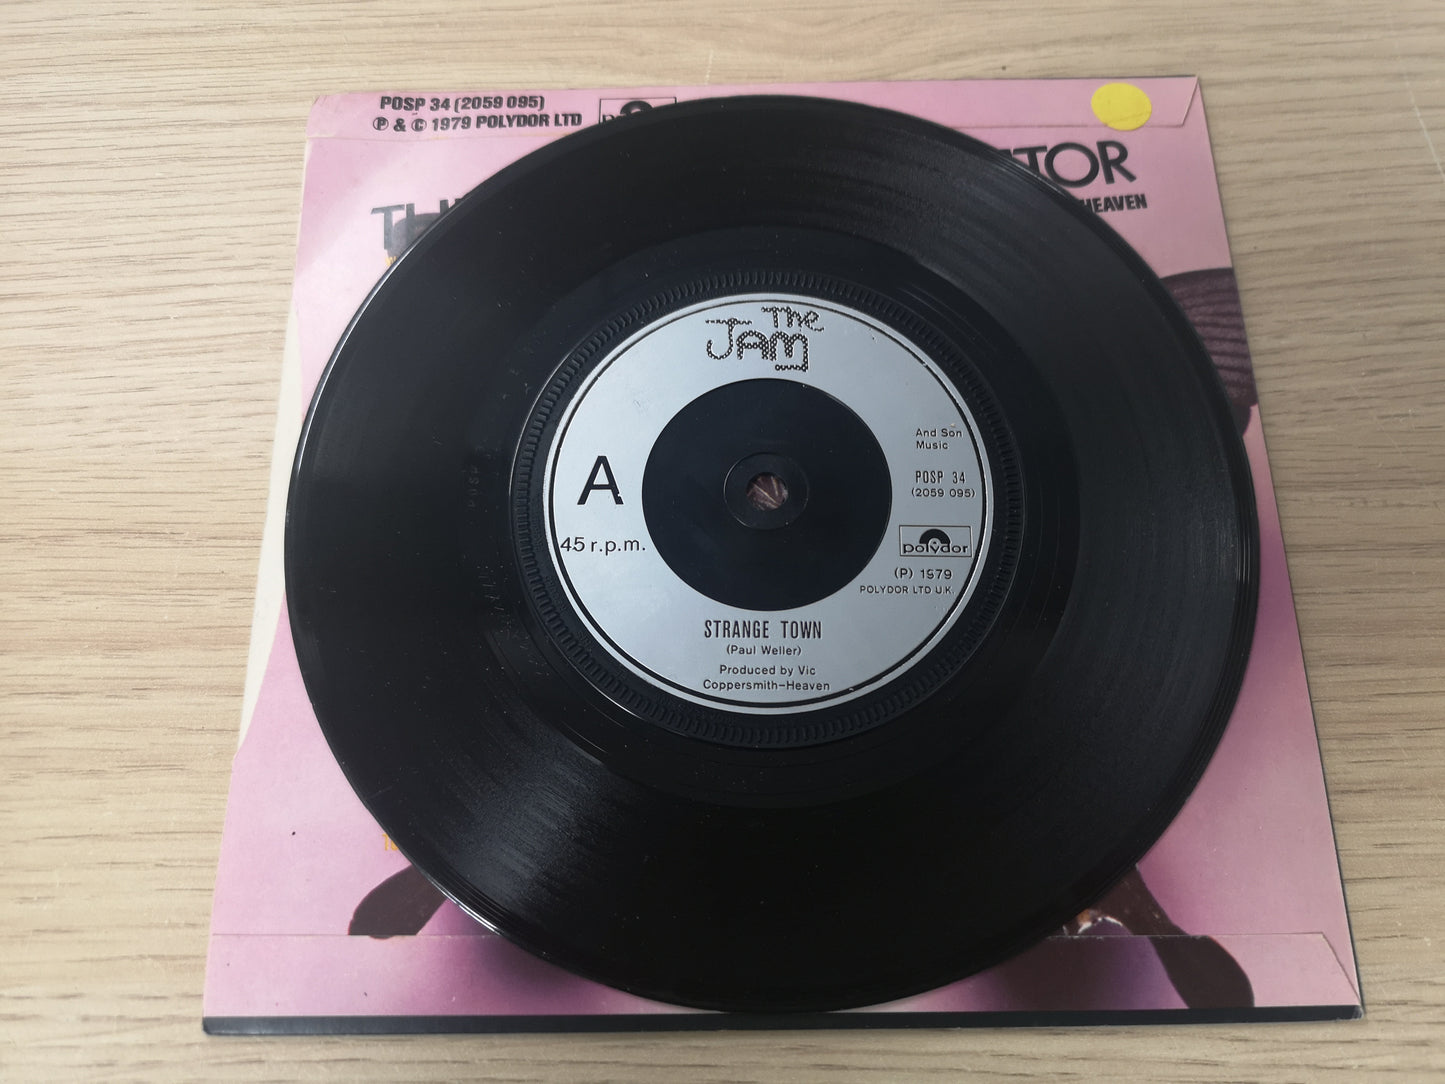 POSP 34 (2059 095)
℗ & © 1979 POLYDOR LTD
HEAVEN
The
JAM
And Son
Music
A
POSP 34
(2059 095)
45 r.p.m.
polydor
(P) 1979
POLYDOR LTD U.K.
STRANGE TOWN
(Paul Weller)
Produced by Vic
Coppersmith-Heaven